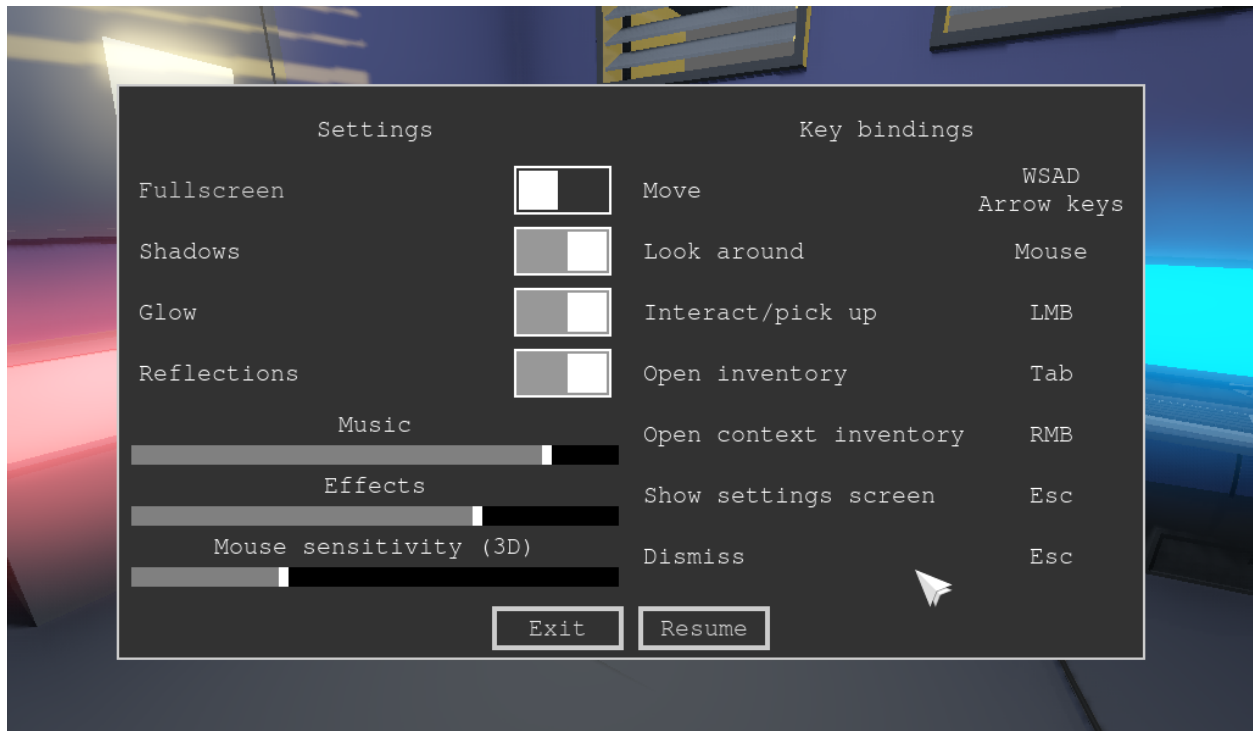 Settings
Fullscreen
Shadows
Glow
Reflections
Music
Effects
Mouse sensitivity (3D)
Key bindings
Move WSAD
Arrow keys
Look around Mouse
Interact/pick up LMB
Open inventory Tab
Open context inventory RMB
Show settings screen Esc
Dismiss Esc
Exit Resume